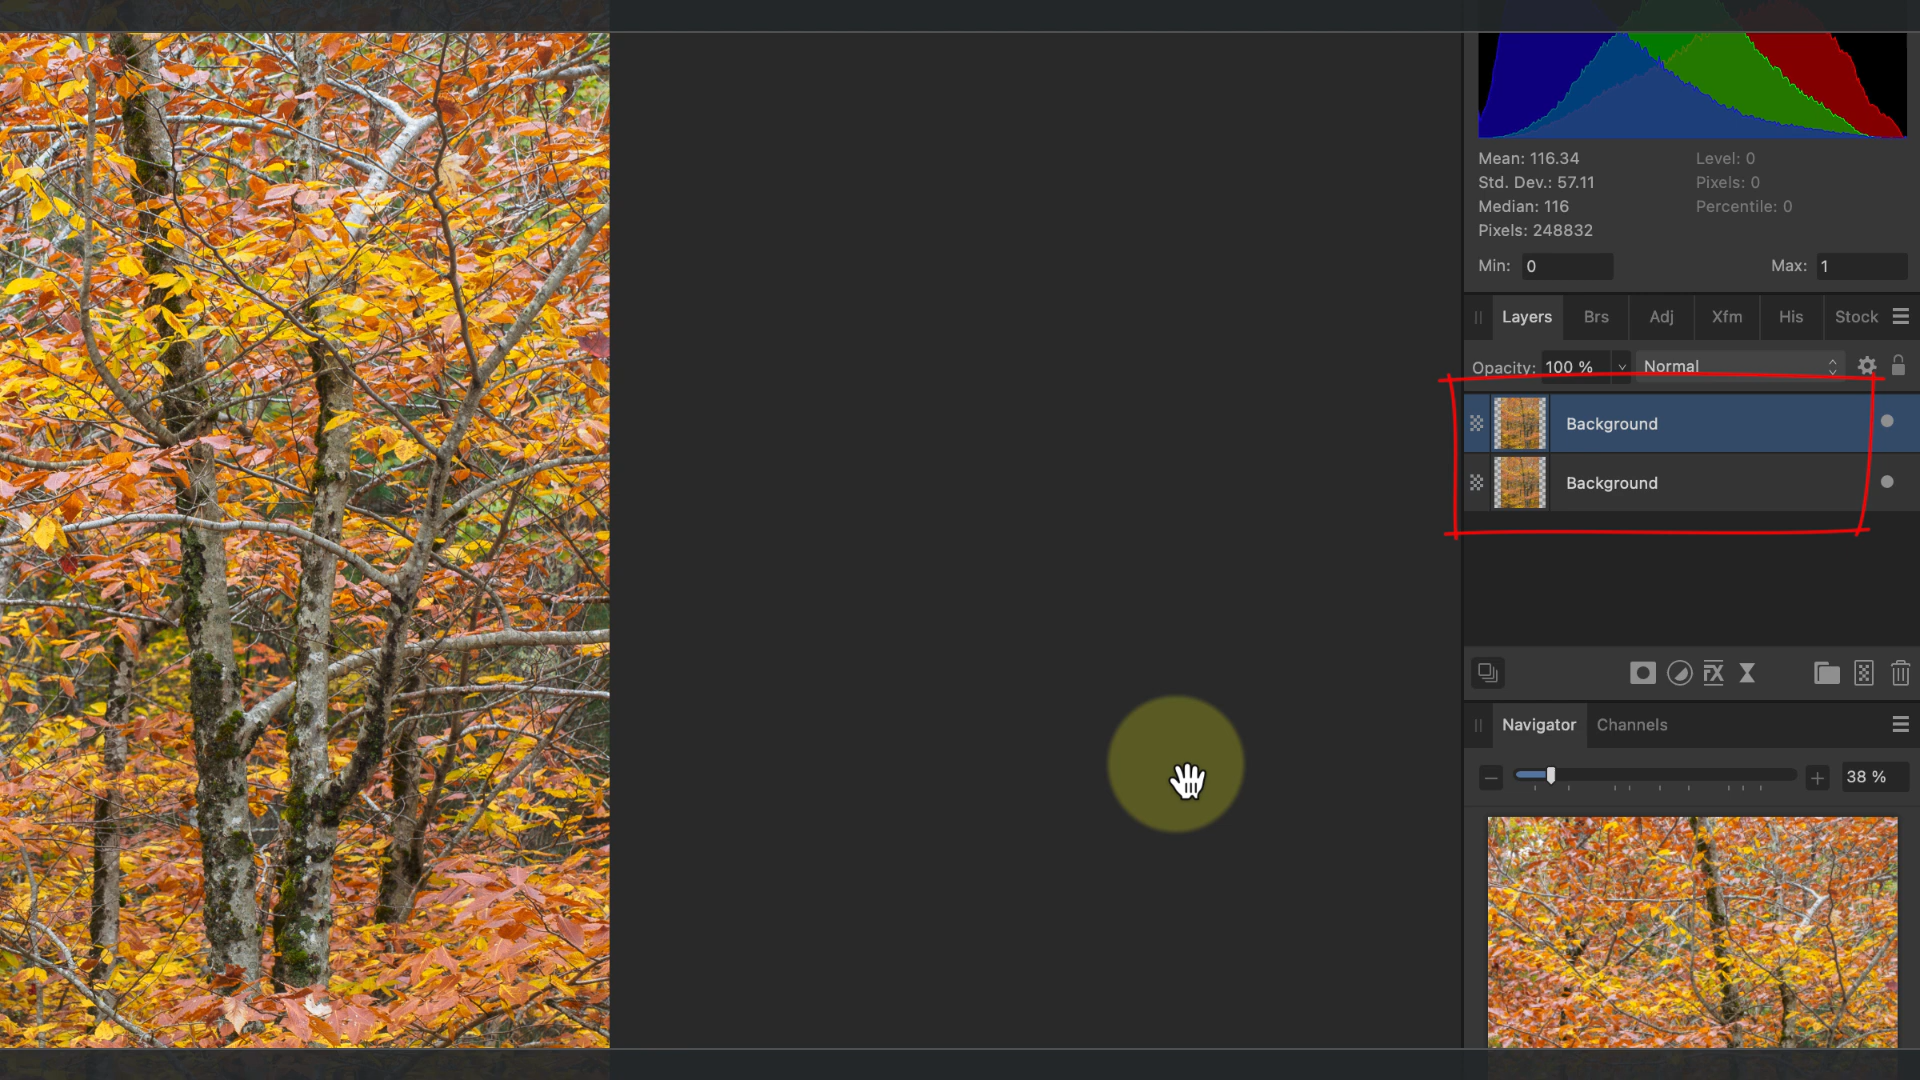 Mean: 116.34 Level: 0
Std. Dev.: 57.11 Pixels: 0
Median: 116 Percentile: 0
Pixels: 248832
Min: 0 Max: 1
Layers Brs Adj Xfm His Stock
Opacity: 100 % Normal
Background
Background
FX
Navigator Channels
38 %